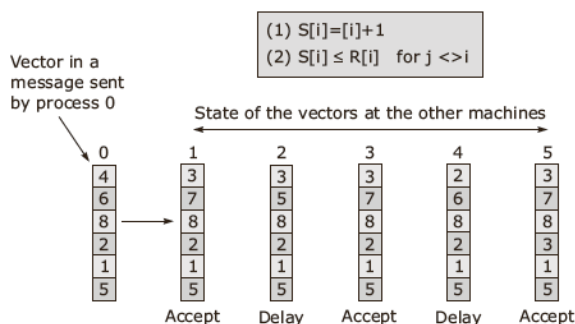 (1) S[i]=[i]+1
(2) S[i] ≤ R[i] for j <>i
Vector in a
message sent
by process 0
State of the vectors at the other machines
0 1 2 3 4 5
4 3 3 3 2 3
6 7 5 7 6 7
8 8 8 8 8 8
2 2 2 2 2 3
1 1 1 1 1 1
5 5 5 5 5 5
Accept Delay Accept Delay Accept